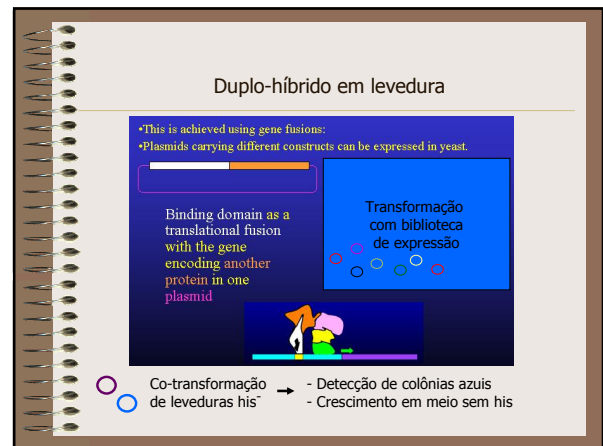 Duplo-híbrido em levedura
•This is achieved using gene fusions:
•Plasmids carrying different constructs can be expressed in yeast.
Binding domain as a
translational fusion
with the gene
encoding another
protein in one
plasmid
Transformação
com biblioteca
de expressão
Co-transformação
de leveduras his-
- Detecção de colônias azuis
- Crescimento em meio sem his